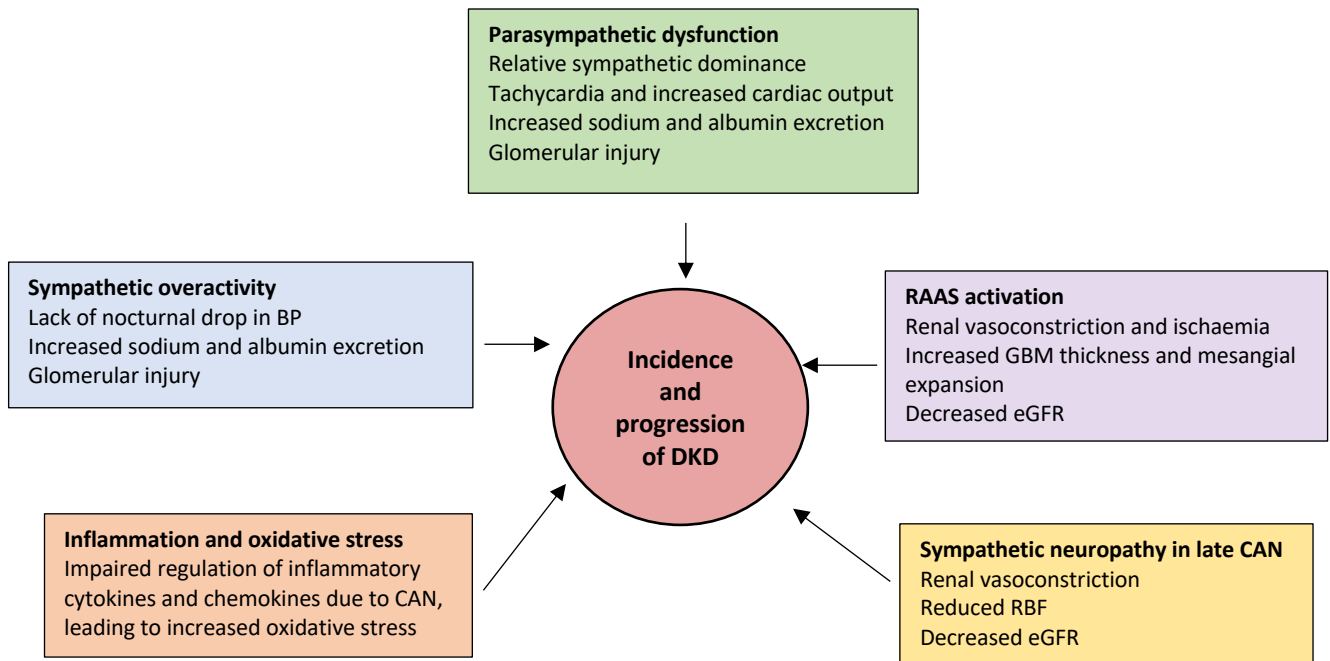 Parasympathetic dysfunction
Relative sympathetic dominance
Tachycardia and increased cardiac output
Increased sodium and albumin excretion
Glomerular injury
Sympathetic overactivity
Lack of nocturnal drop in BP
Increased sodium and albumin excretion
Glomerular injury
Incidence
and
progression
of DKD
RAAS activation
Renal vasoconstriction and ischaemia
Increased GBM thickness and mesangial
expansion
Decreased eGFR
Inflammation and oxidative stress
Impaired regulation of inflammatory
cytokines and chemokines due to CAN,
leading to increased oxidative stress
Sympathetic neuropathy in late CAN
Renal vasoconstriction
Reduced RBF
Decreased eGFR